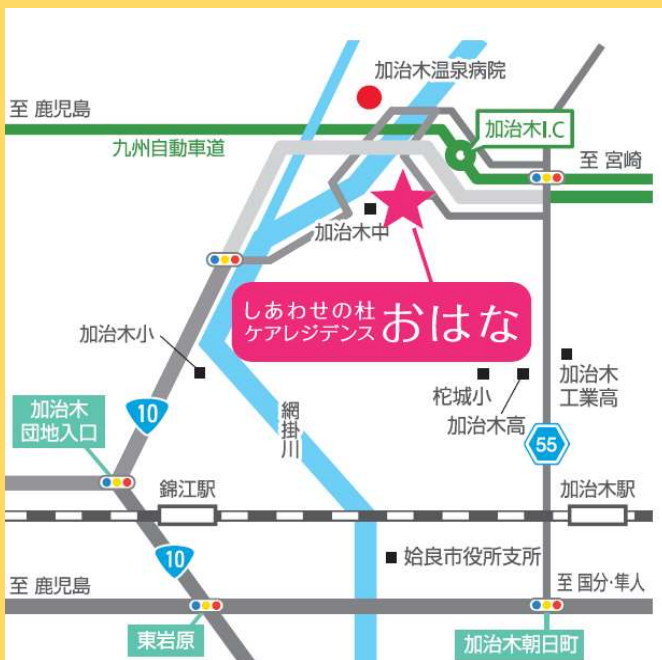 加治木温泉病院
至 鹿児島
加治木I.C
九州自動車道
至 宮崎
加治木中
しあわせの杜
ケアレジデンス
おはな
加治木小
加治木
工業高
柁城小
加治木高
加治木
団地入口
10
網掛川
55
錦江駅
加治木駅
10
姶良市役所支所
至 鹿児島
至 国分・隼人
東岩原
加治木朝日町